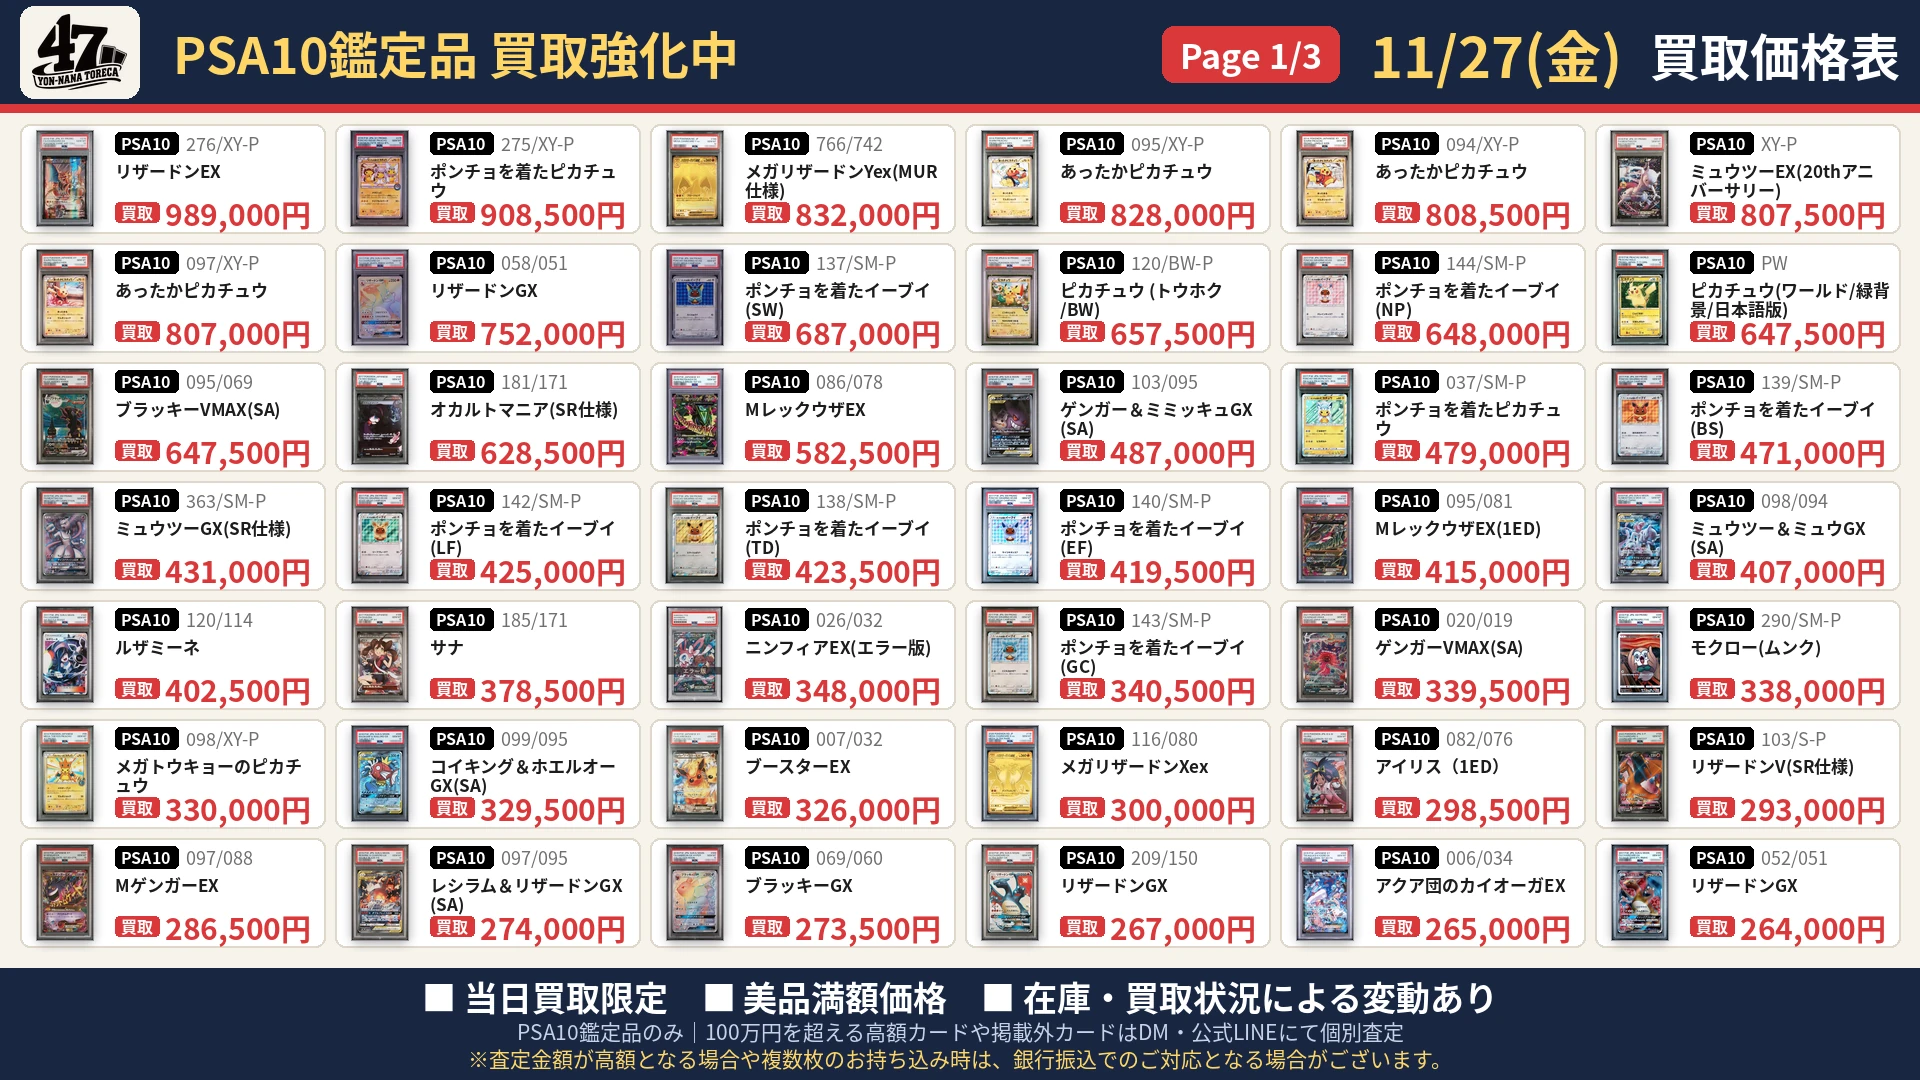 47
YON-NANA TORECA
PSA10鑑定品 買取強化中
Page 1/3
11/27(金)
買取価格表
PSA10 276/XY-P
リザードンEX
買取 989,000円
PSA10 275/XY-P
ポンチョを着たピカチュ
ウ
買取 908,500円
PSA10 766/742
メガリザードンYex(MUR
仕様)
買取 832,000円
PSA10 095/XY-P
あったかピカチュウ
買取 828,000円
PSA10 094/XY-P
あったかピカチュウ
買取 808,500円
PSA10 XY-P
ミュウツーEX(20thアニ
バーサリー)
買取 807,500円
PSA10 097/XY-P
あったかピカチュウ
買取 807,000円
PSA10 058/051
リザードンGX
買取 752,000円
PSA10 137/SM-P
ポンチョを着たイーブイ
(SW)
買取 687,000円
PSA10 120/BW-P
ピカチュウ (トウホク
/BW)
買取 657,500円
PSA10 144/SM-P
ポンチョを着たイーブイ
(NP)
買取 648,000円
PSA10 PW
ピカチュウ(ワールド/緑背
景/日本語版)
買取 647,500円
PSA10 095/069
ブラッキーVMAX(SA)
買取 647,500円
PSA10 181/171
オカルトマニア(SR仕様)
買取 628,500円
PSA10 086/078
MレックウザEX
買取 582,500円
PSA10 103/095
ゲンガー＆ミミッキュGX
(SA)
買取 487,000円
PSA10 037/SM-P
ポンチョを着たピカチュ
ウ
買取 479,000円
PSA10 139/SM-P
ポンチョを着たイーブイ
(BS)
買取 471,000円
PSA10 363/SM-P
ミュウツーGX(SR仕様)
買取 431,000円
PSA10 142/SM-P
ポンチョを着たイーブイ
(LF)
買取 425,000円
PSA10 138/SM-P
ポンチョを着たイーブイ
(TD)
買取 423,500円
PSA10 140/SM-P
ポンチョを着たイーブイ
(EF)
買取 419,500円
PSA10 095/081
MレックウザEX(1ED)
買取 415,000円
PSA10 098/094
ミュウツー＆ミュウGX
(SA)
買取 407,000円
PSA10 120/114
ルザミーネ
買取 402,500円
PSA10 185/171
サナ
買取 378,500円
PSA10 026/032
ニンフィアEX(エラー版)
エラー版
買取 348,000円
PSA10 143/SM-P
ポンチョを着たイーブイ
(GC)
買取 340,500円
PSA10 020/019
ゲンガーVMAX(SA)
買取 339,500円
PSA10 290/SM-P
モクロー(ムンク)
買取 338,000円
PSA10 098/XY-P
メガトウキョーのピカチ
ュウ
買取 330,000円
PSA10 099/095
コイキング＆ホエルオー
GX(SA)
買取 329,500円
PSA10 007/032
ブースターEX
買取 326,000円
PSA10 116/080
メガリザードンXex
買取 300,000円
PSA10 082/076
アイリス（1ED）
買取 298,500円
PSA10 103/S-P
リザードンV(SR仕様)
買取 293,000円
PSA10 097/088
MゲンガーEX
買取 286,500円
PSA10 097/095
レシラム＆リザードンGX
(SA)
買取 274,000円
PSA10 069/060
ブラッキーGX
買取 273,500円
PSA10 209/150
リザードンGX
買取 267,000円
PSA10 006/034
アクア団のカイオーガEX
買取 265,000円
PSA10 052/051
リザードンGX
買取 264,000円
■ 当日買取限定 ■ 美品満額価格 ■ 在庫・買取状況による変動あり
PSA10鑑定品のみ｜100万円を超える高額カードや掲載外カードはDM・公式LINEにて個別査定
※査定金額が高額となる場合や複数枚のお持ち込み時は、銀行振込でのご対応となる場合がございます。